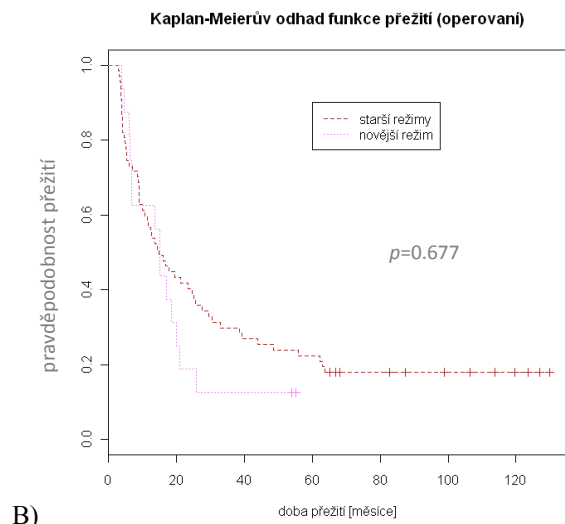 Kaplan-Meierův odhad funkce přežití (operovaní)
pravděpodobnost přežití
1.0
0.8
0.6
0.4
0.2
0.0
starší režimy
novější režim
p=0.677
0 20 40 60 80 100 120
doba přežití [měsíce]
B)